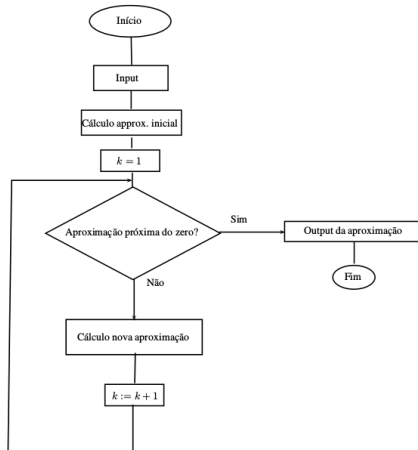 Início
Input
Cálculo approx. inicial
k = 1
Aproximação próxima do zero?
Sim
Output da aproximação
Fim
Não
Cálculo nova aproximação
k := k + 1